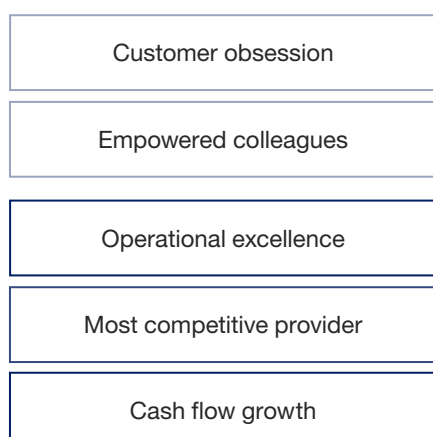 Customer obsession
Empowered colleagues
Operational excellence
Most competitive provider
Cash flow growth